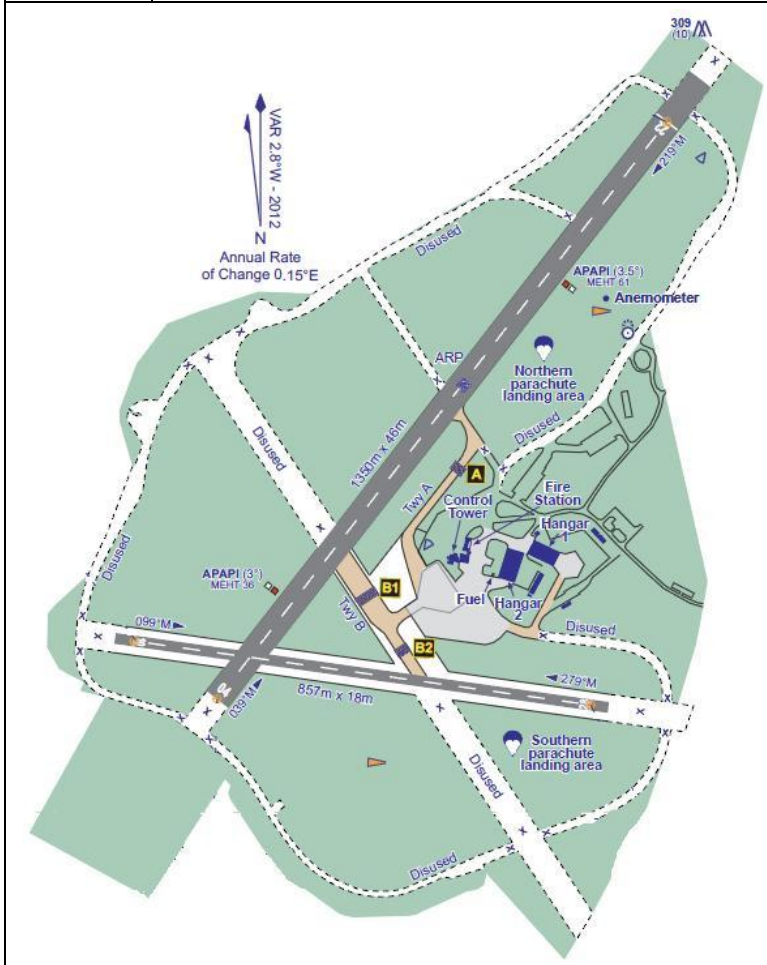 309
(10)
VAR 2.8°W - 2012
N
Annual Rate
of Change 0.15°E
22
219°M
Disused
APAPI (3.5°)
MEHT 61
Anemometer
ARP
Northern
parachute
landing area
Disused
1350m x 46m
Disused
A
Twy A
Control
Tower
Fire
Station
Hangar
1
Disused
APAPI (3°)
MEHT 36
B1
Twy B
Fuel
Hangar
2
Disused
099°M
B2
279°M
04
039°M
857m x 18m
Southern
parachute
landing area
Disused
Disused